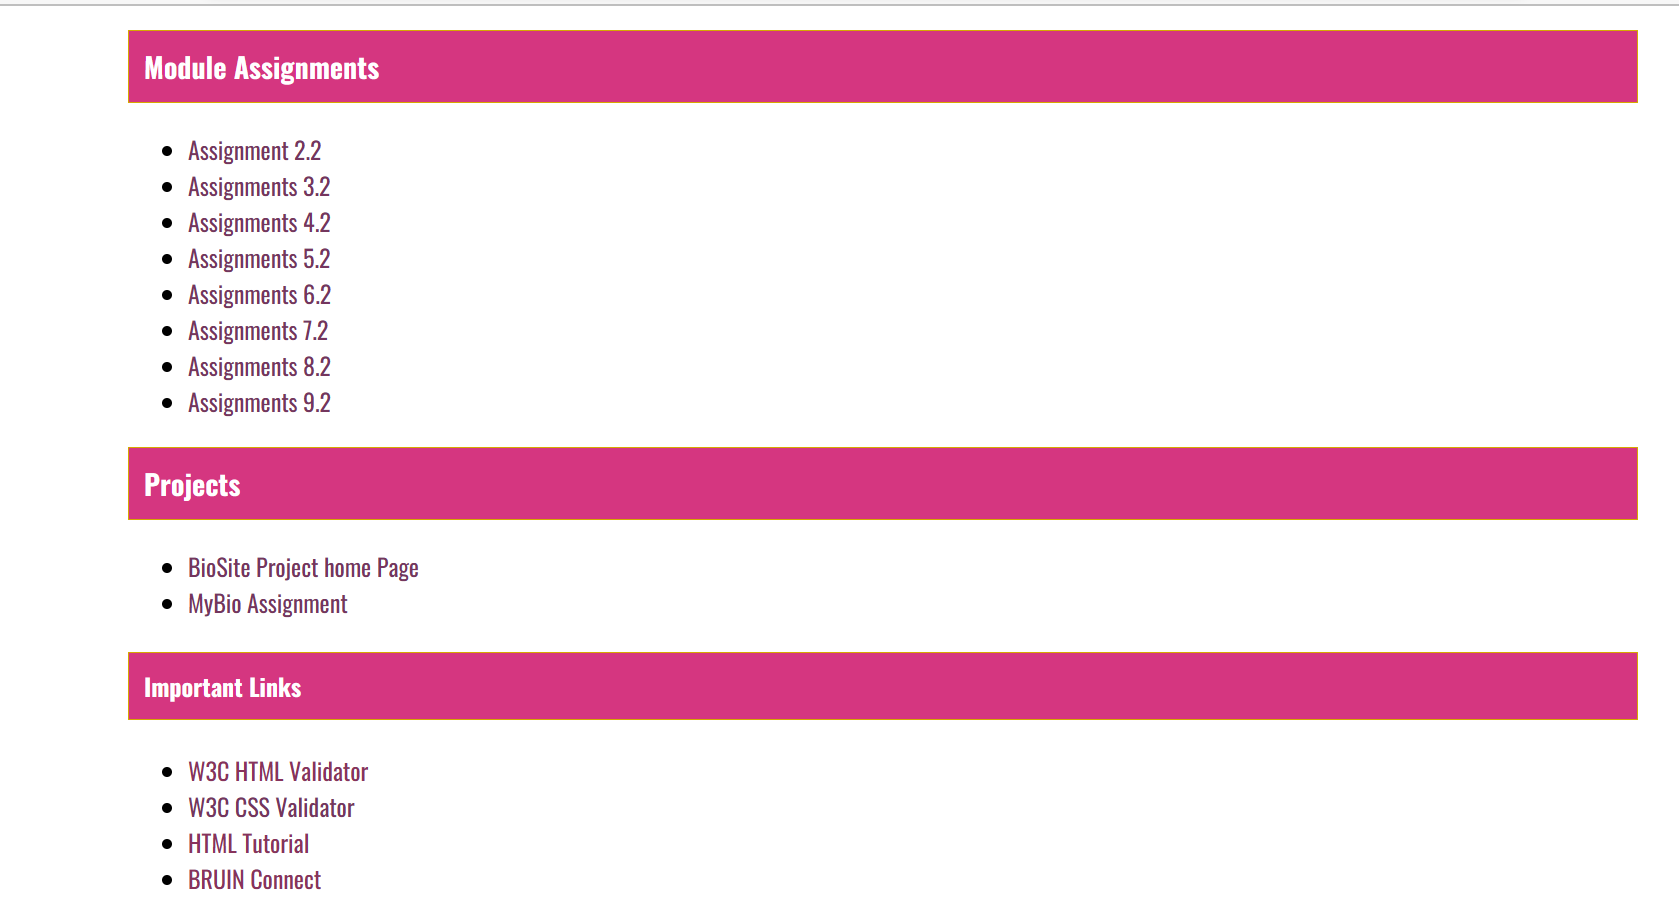 Module Assignments
Assignment 2.2
Assignments 3.2
Assignments 4.2
Assignments 5.2
Assignments 6.2
Assignments 7.2
Assignments 8.2
Assignments 9.2
Projects
BioSite Project home Page
MyBio Assignment
Important Links
W3C HTML Validator
W3C CSS Validator
HTML Tutorial
BRUIN Connect